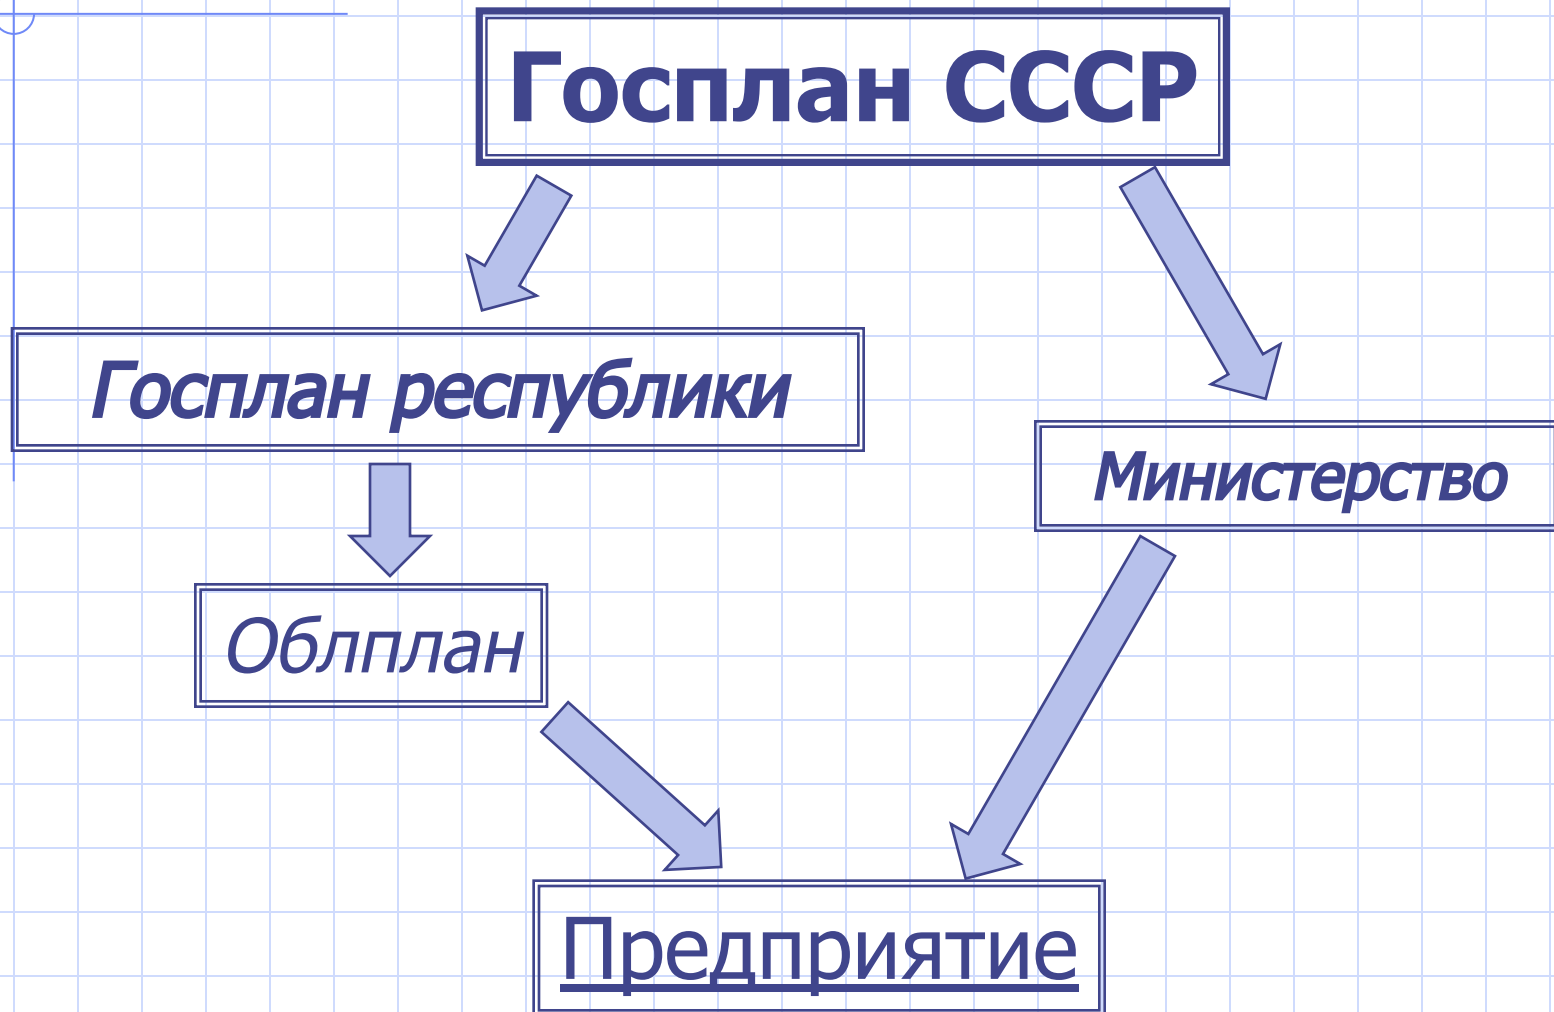 Госплан СССР
Госплан республики
Министерство
Облплан
Предприятие